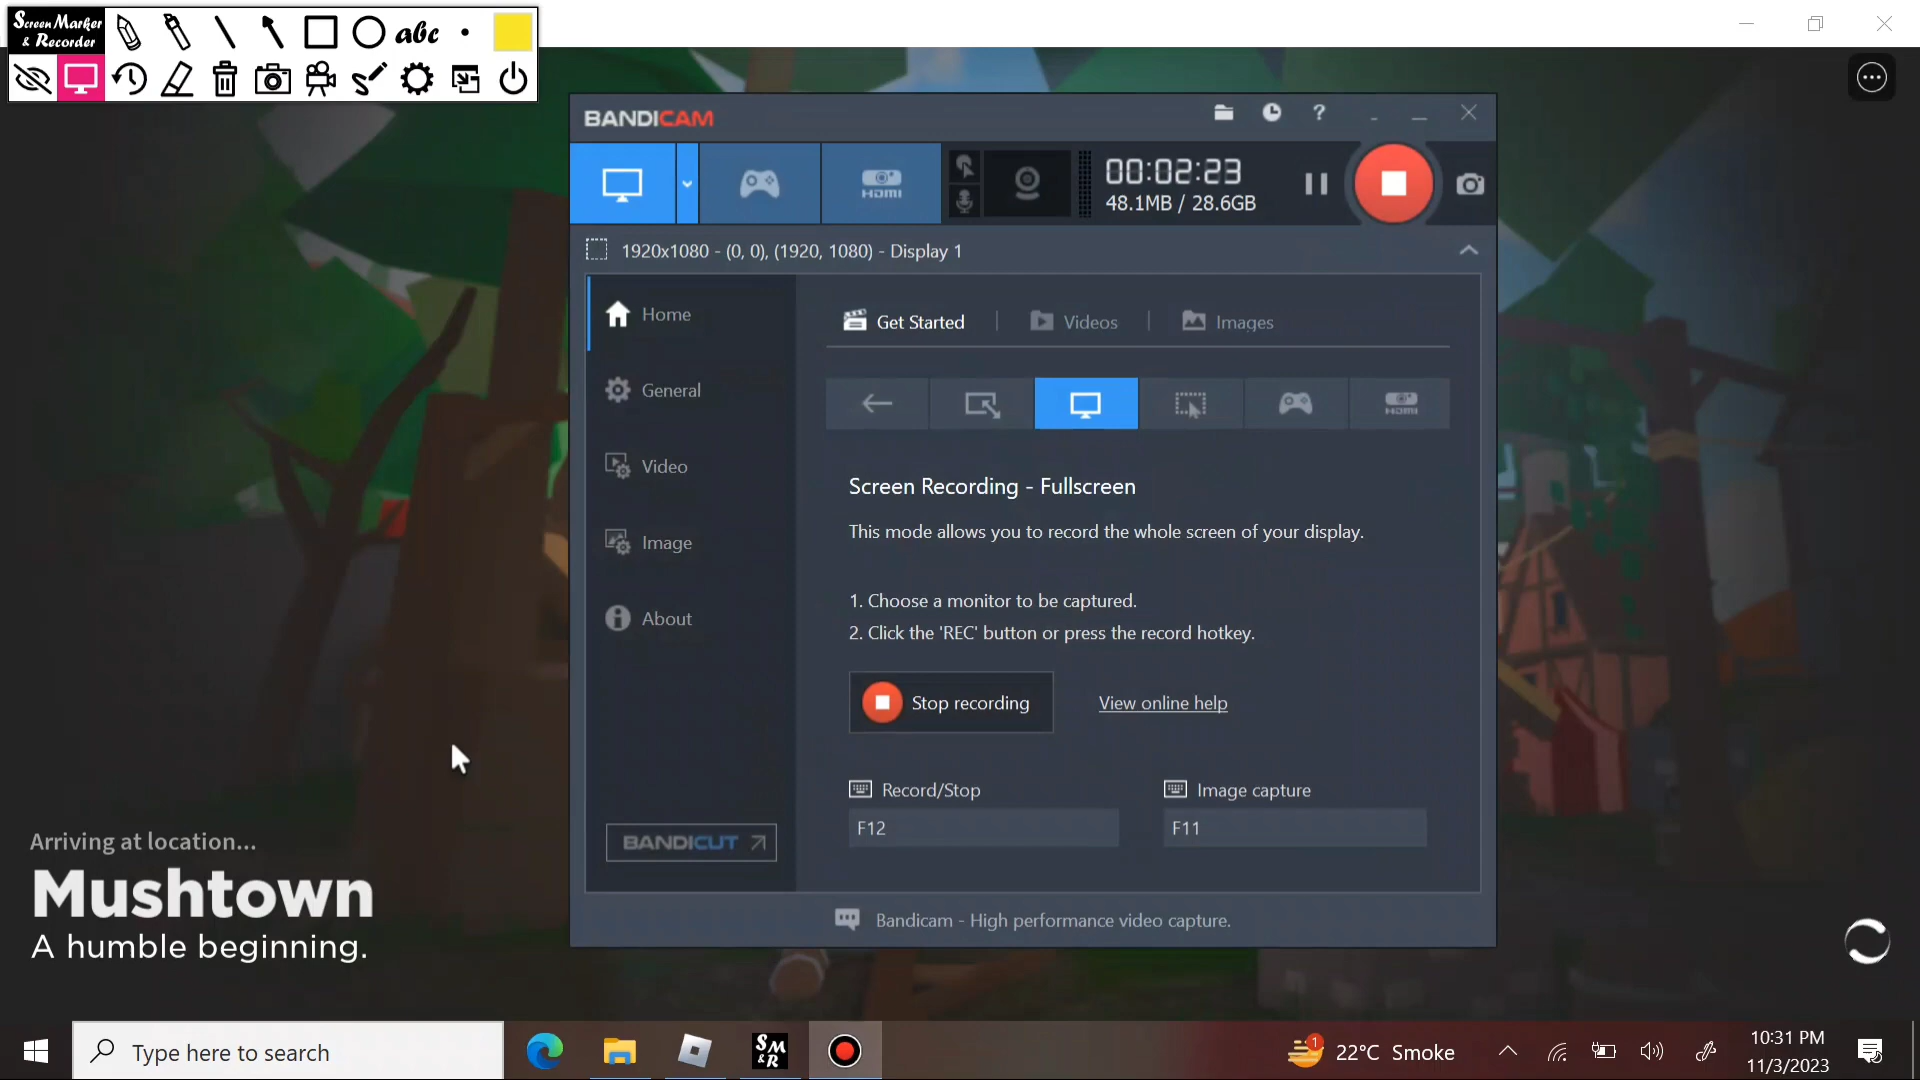 Screen Marker
& Recorder
abc
BANDICAM
?
HDMI
00:02:23
48.1MB / 28.6GB
1920x1080 - (0, 0), (1920, 1080) - Display 1
Home
General
Video
Image
About
BANDICUT
Get Started
Videos
Images
HDMI
Screen Recording - Fullscreen
This mode allows you to record the whole screen of your display.
1. Choose a monitor to be captured.
2. Click the 'REC' button or press the record hotkey.
Stop recording
View online help
Record/Stop
Image capture
F12
F11
Bandicam - High performance video capture.
Arriving at location...
Mushtown
A humble beginning.
Type here to search
SM
&R
1
22°C Smoke
10:31 PM
11/3/2023